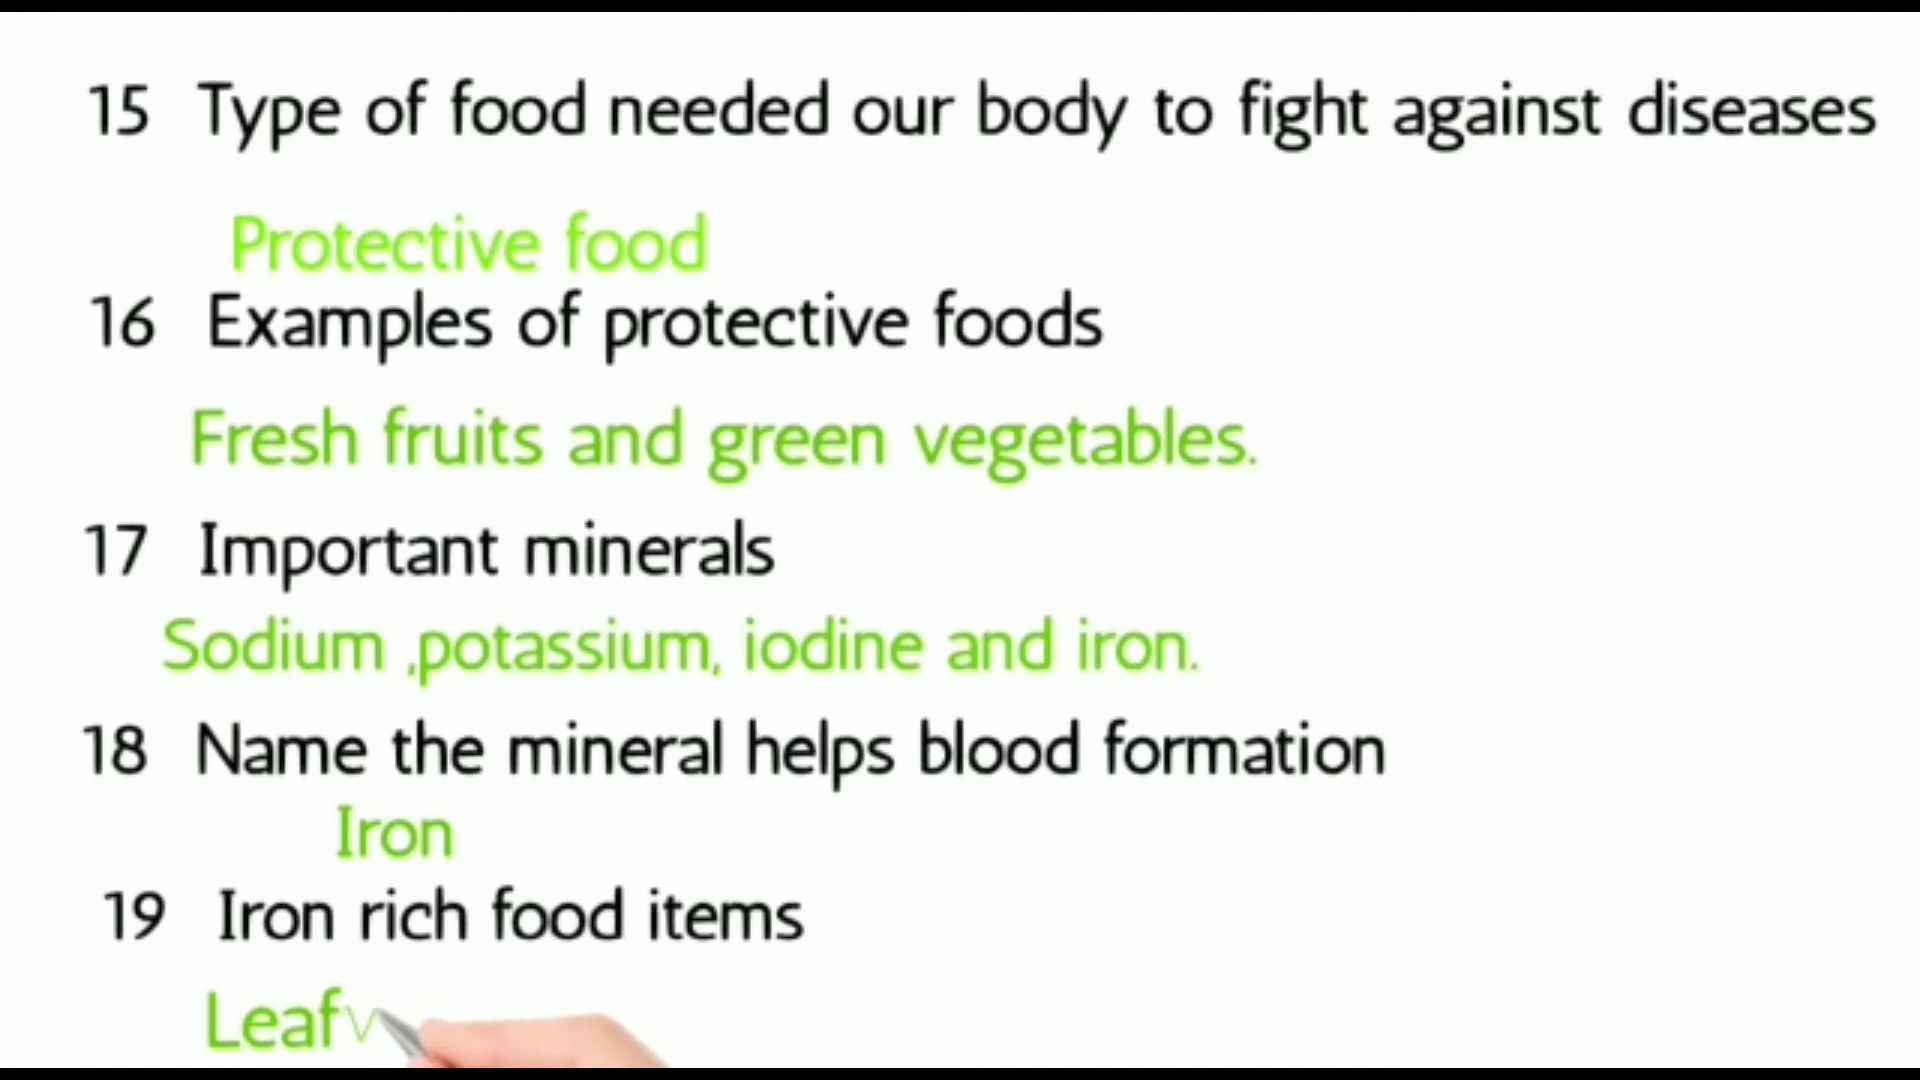 15 Type of food needed our body to fight against diseases
Protective food
16 Examples of protective foods
Fresh fruits and green vegetables.
17 Important minerals
Sodium ,potassium, iodine and iron.
18 Name the mineral helps blood formation
Iron
19 Iron rich food items